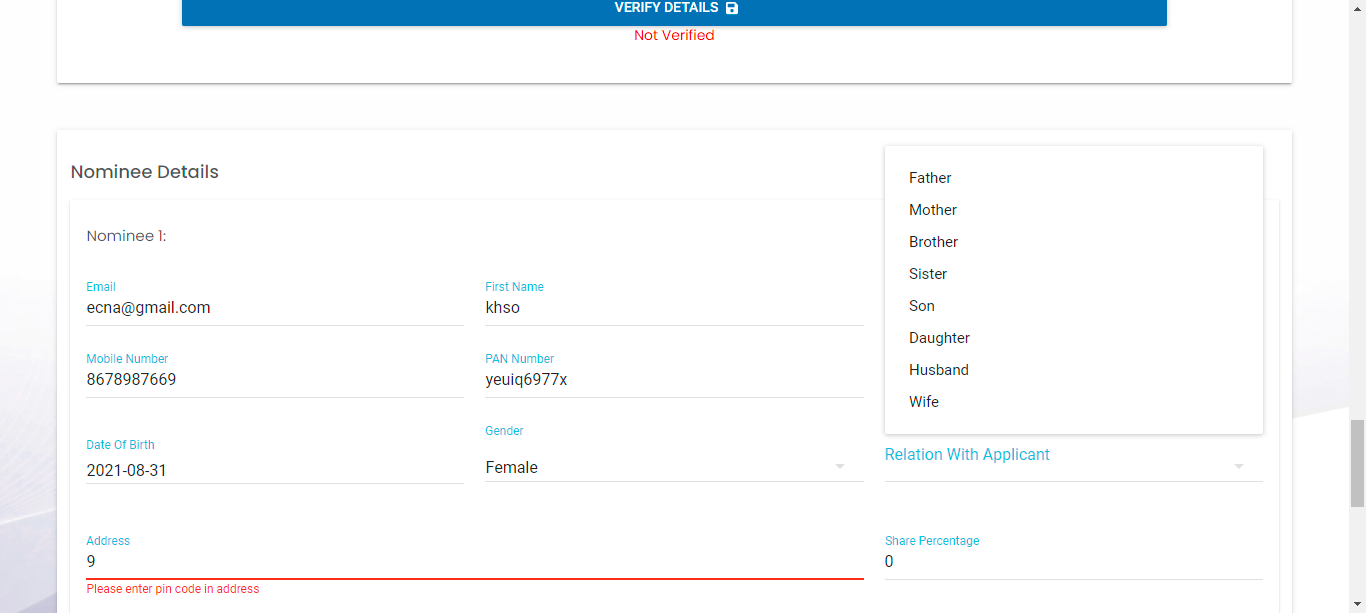 VERIFY DETAILS
Not Verified
Nominee Details
Nominee 1:
Email
ecna@gmail.com
First Name
khso
Mobile Number
8678987669
PAN Number
yeuiq6977x
Date Of Birth
2021-08-31
Gender
Female
Father
Mother
Brother
Sister
Son
Daughter
Husband
Wife
Relation With Applicant
Address
9
Please enter pin code in address
Share Percentage
0